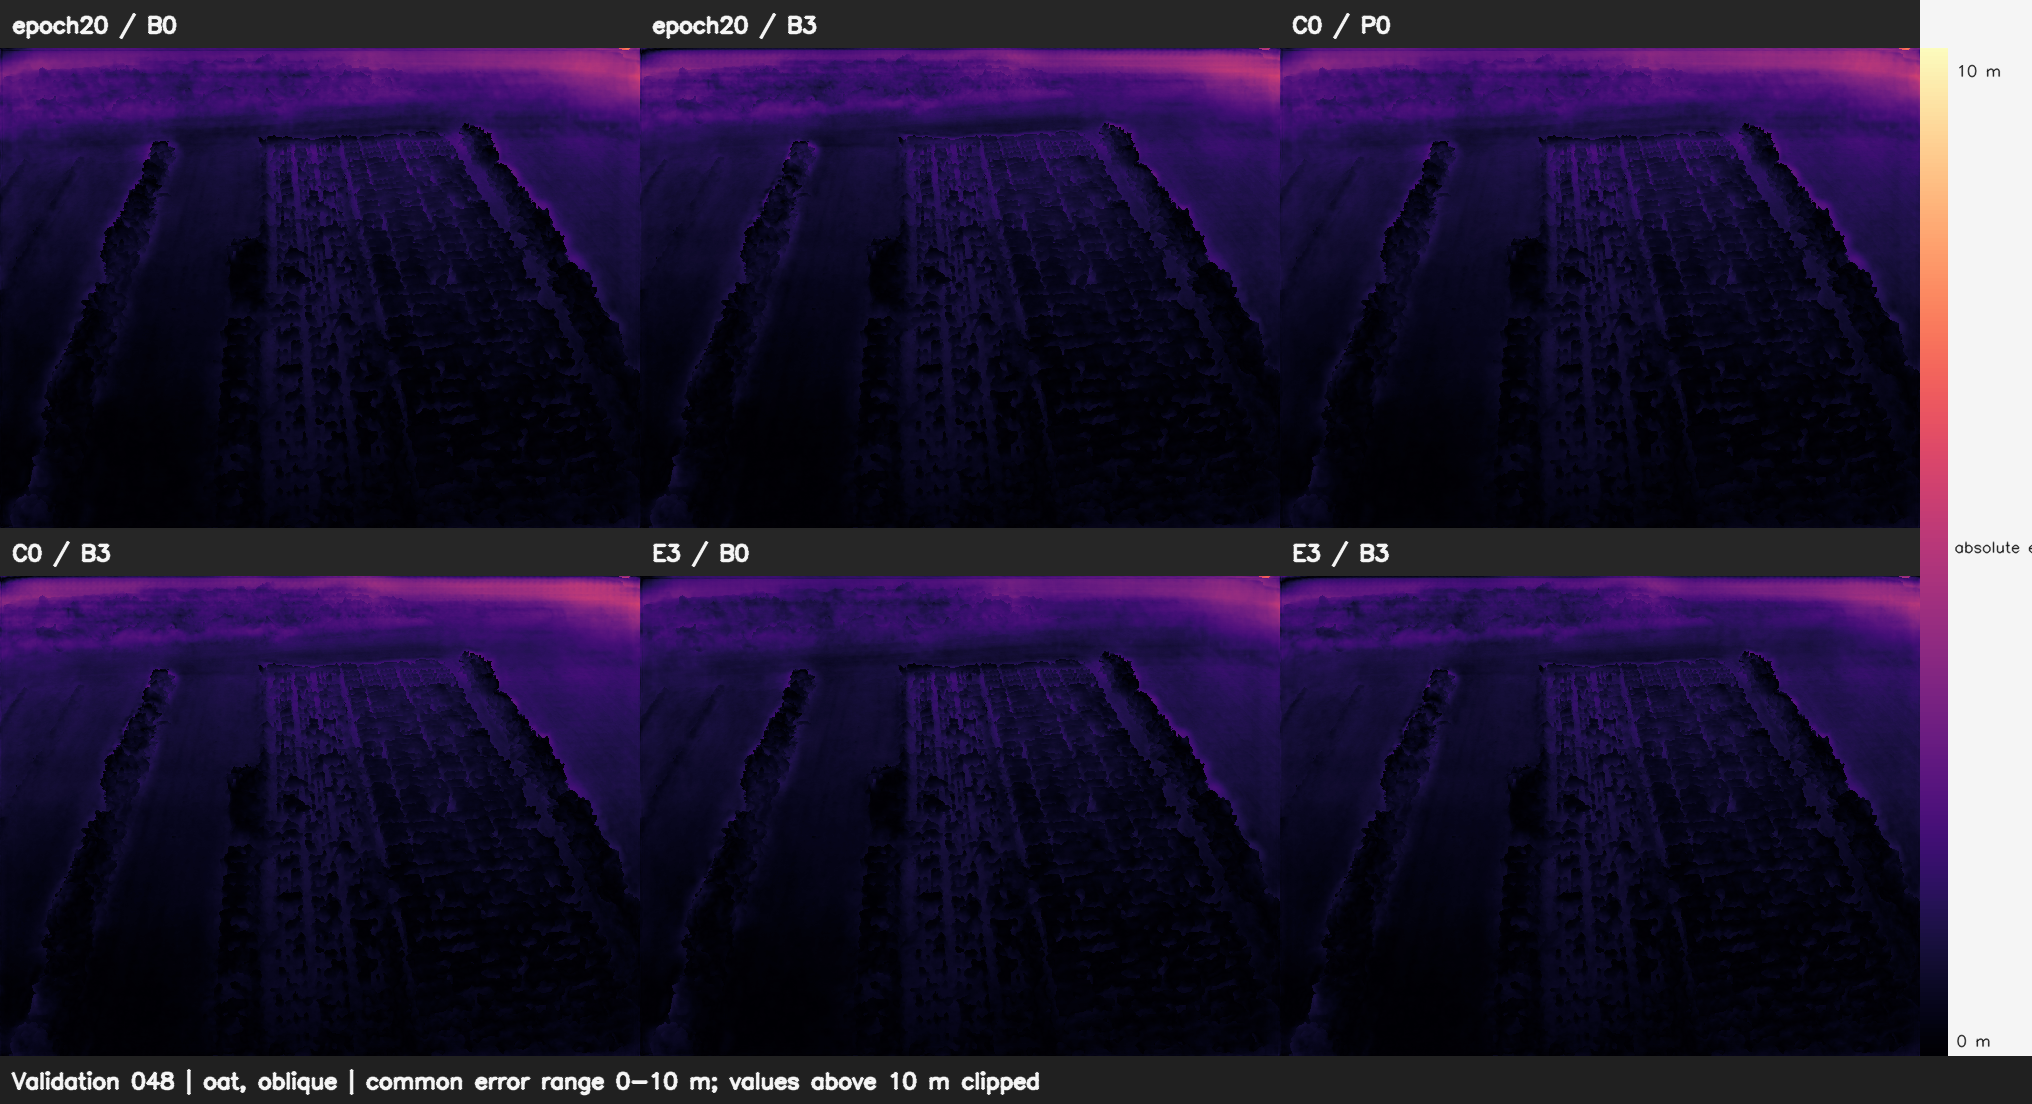 epoch20 / B0
epoch20 / B3
C0 / P0
10 m
absolute e
C0 / B3
E3 / B0
E3 / B3
0 m
Validation 048 | oat, oblique | common error range 0–10 m; values above 10 m clipped